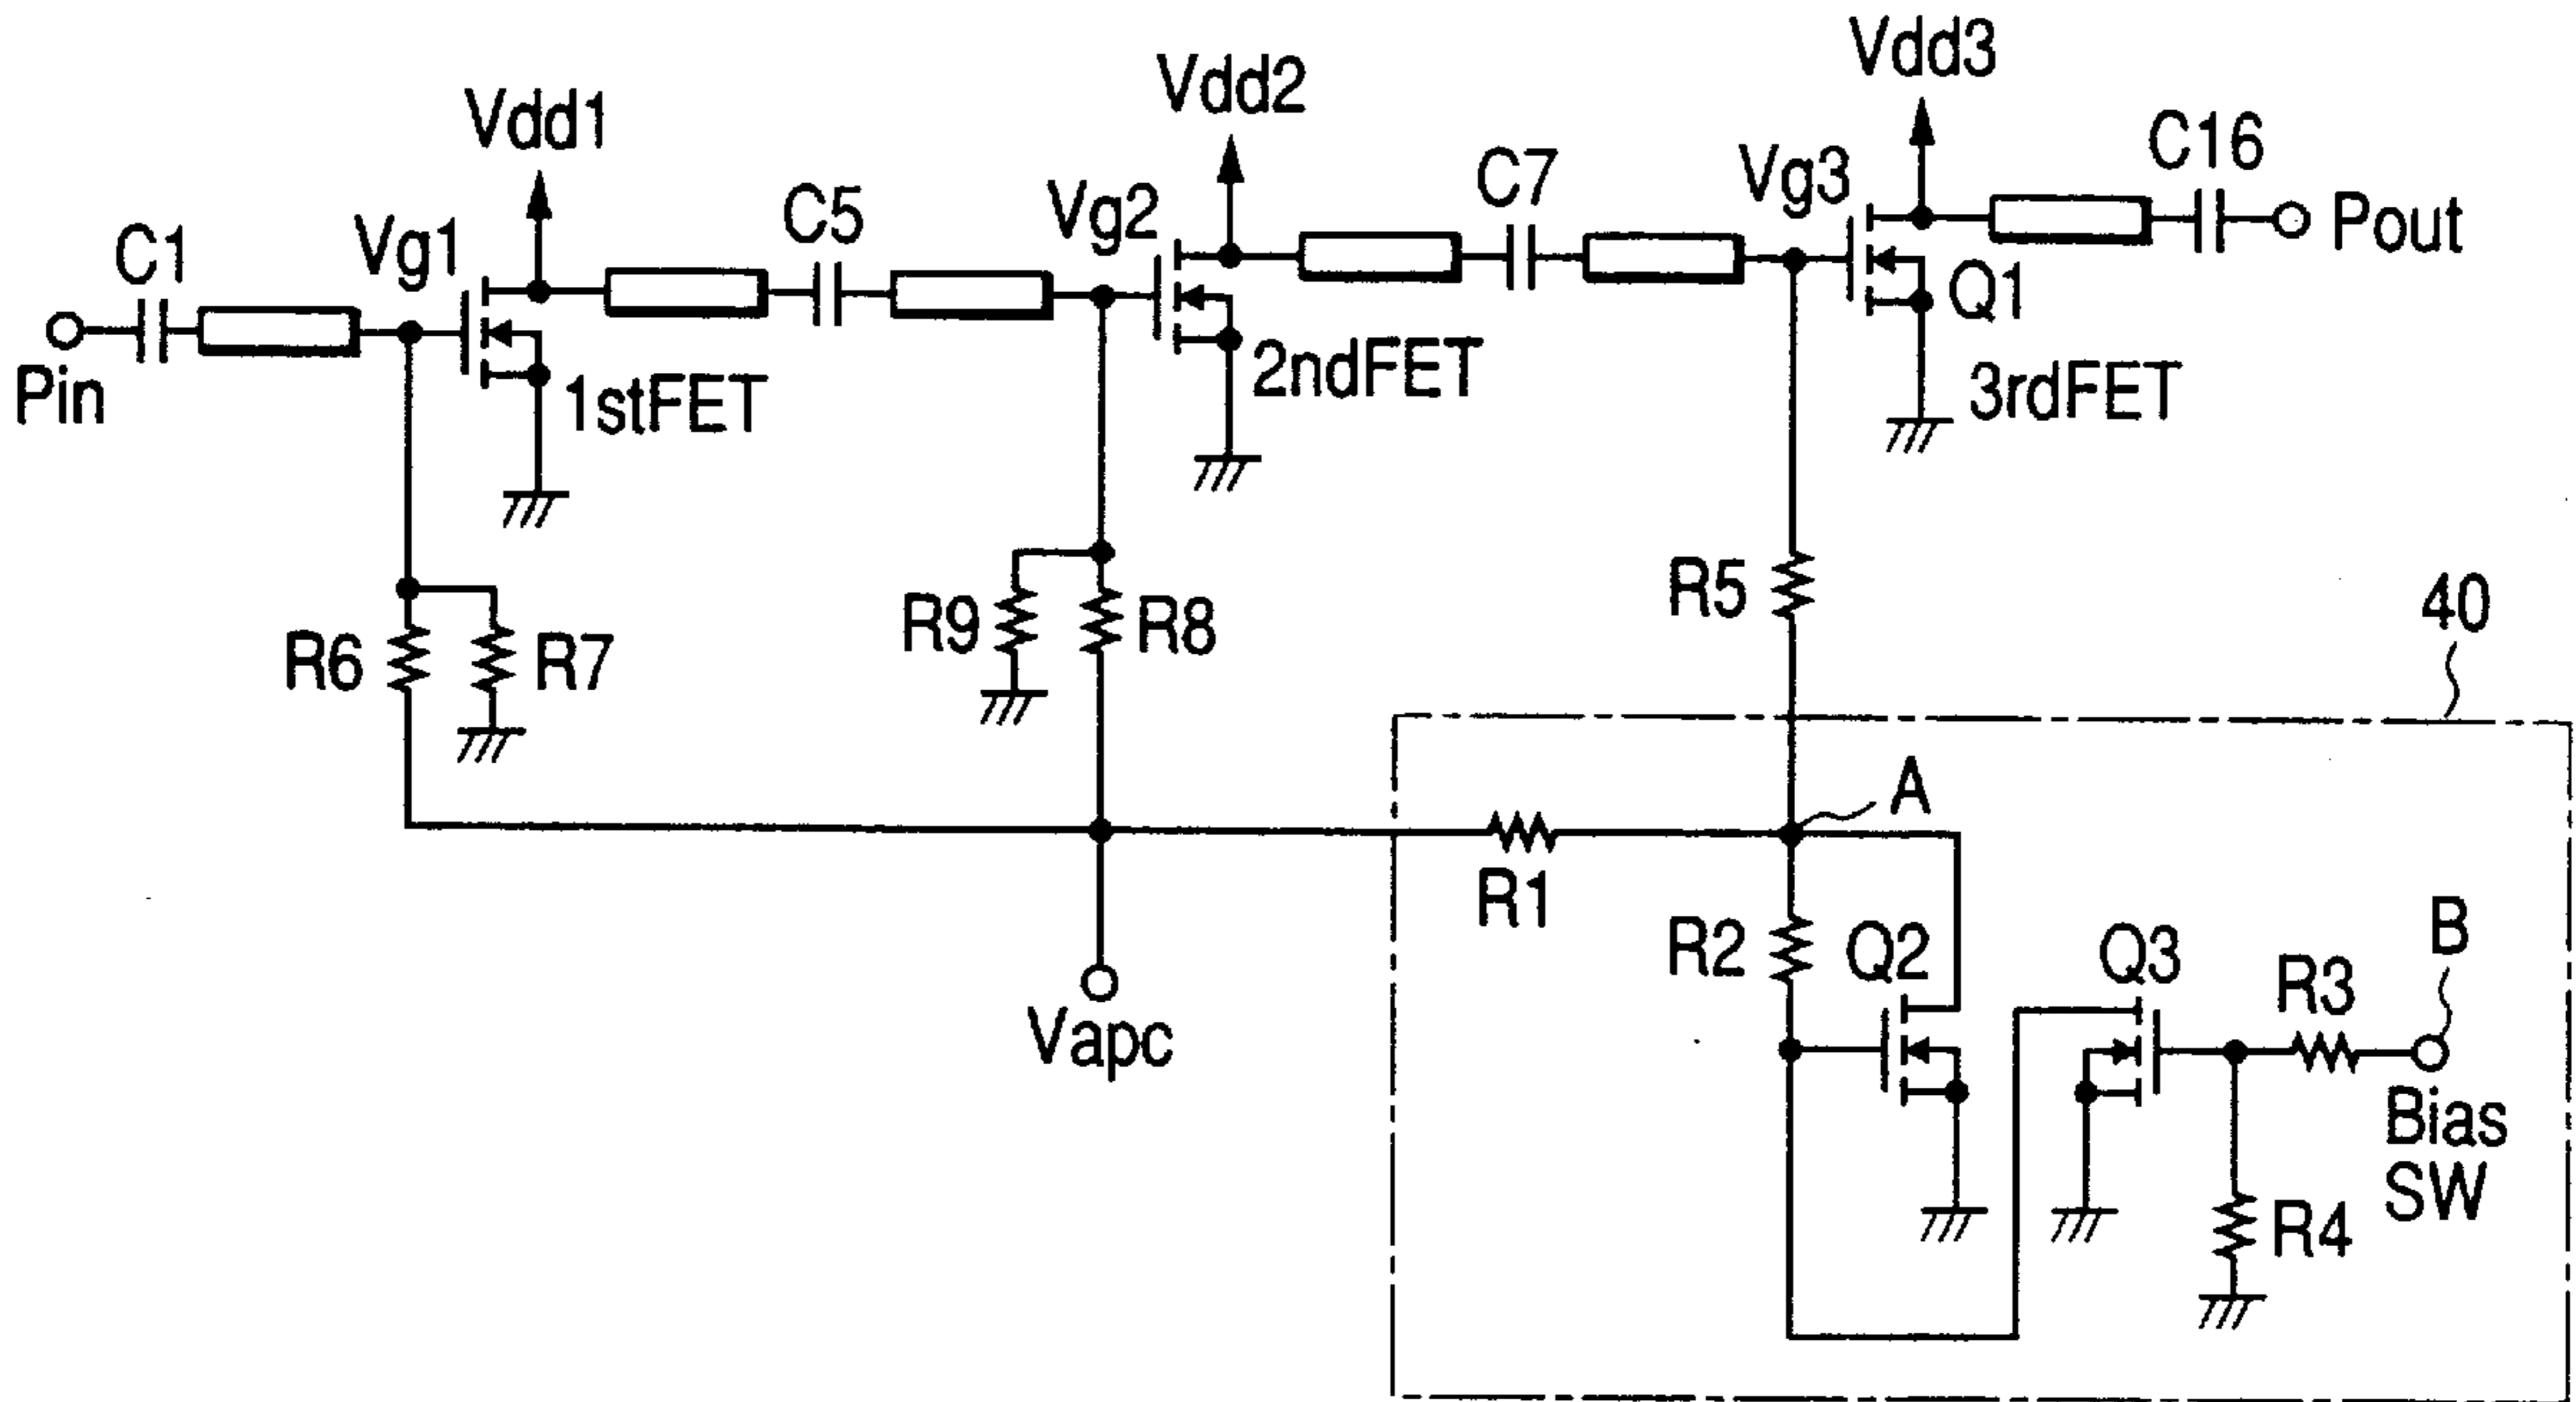 Vdd3
Vdd2
C16
Vdd1
C7
Vg3
Pout
C5
Vg2
C1
Vg1
Q1
Pin
1stFET
2ndFET
3rdFET
R5
40
R9
R8
R6
R7
A
R1
B
R2
Q2
Q3
R3
Vapc
Bias
SW
R4